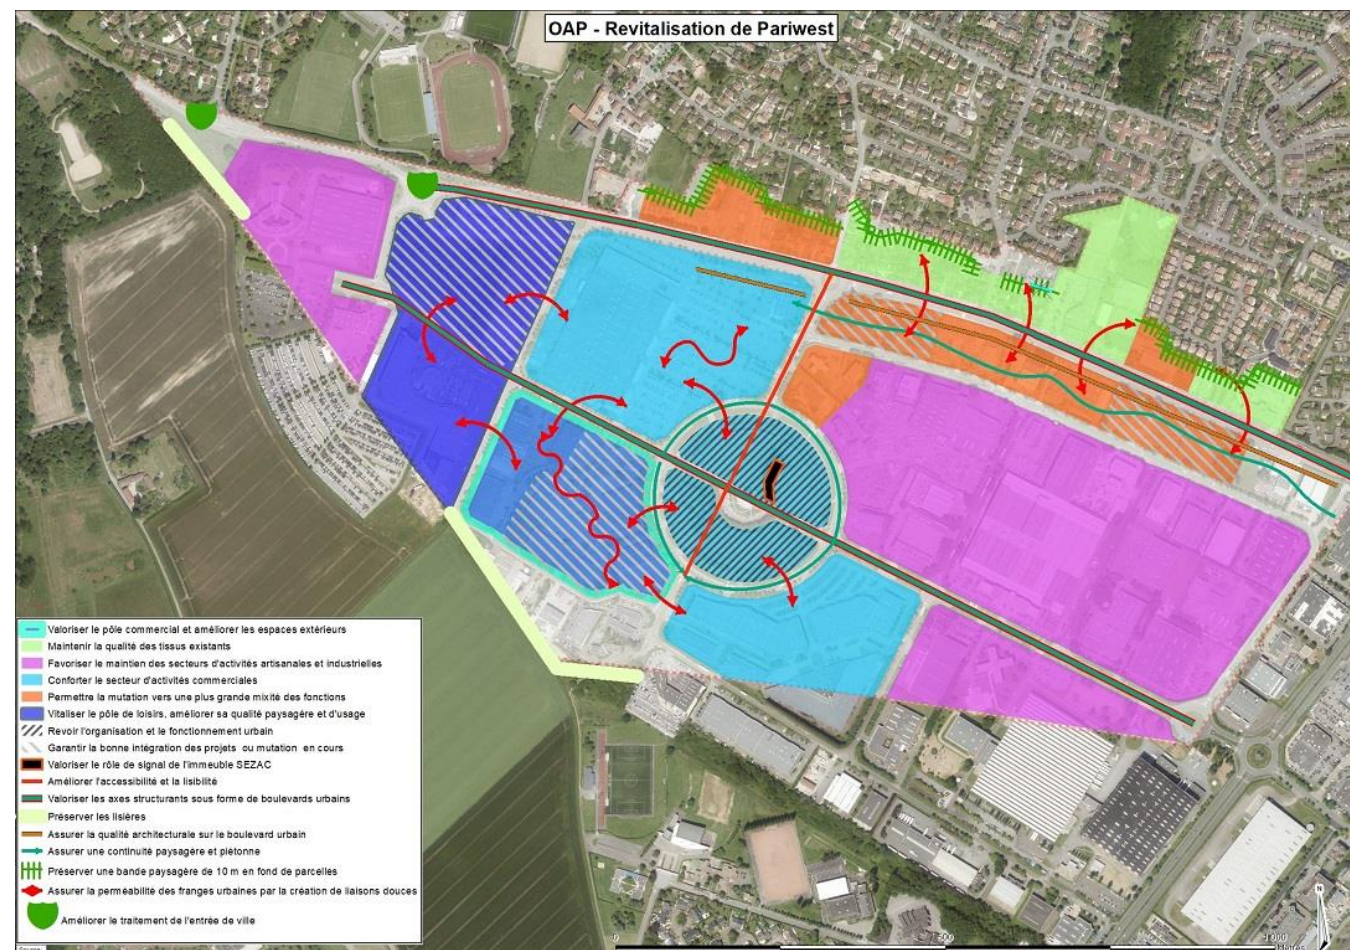 OAP - Revitalisation de Pariwest
Valoriser le pôle commercial et améliorer les espaces extérieurs
Maintenir la qualité des tissus existants
Favoriser le maintien des secteurs d'activités artisanales et industrielles
Conforter le secteur d'activités commerciales
Permettre la mutation vers une plus grande mixité des fonctions
Vitaliser le pôle de loisirs, améliorer sa qualité paysagère et d'usage
Revoir l'organisation et le fonctionnement urbain
Garantir la bonne intégration des projets ou mutation en cours
Valoriser le rôle de signal de l'immeuble SEZAC
Améliorer l'accessibilité et la lisibilité
Valoriser les axes structurants sous forme de boulevards urbains
Préserver les lisières
Assurer la qualité architecturale sur le boulevard urbain
Assurer une continuité paysagère et piétonne
Préserver une bande paysagère de 10 m en fond de parcelles
Assurer la perméabilité des franges urbaines par la création de liaisons douces
Améliorer le traitement de l'entrée de ville
N
0 500 1 000
Mètres